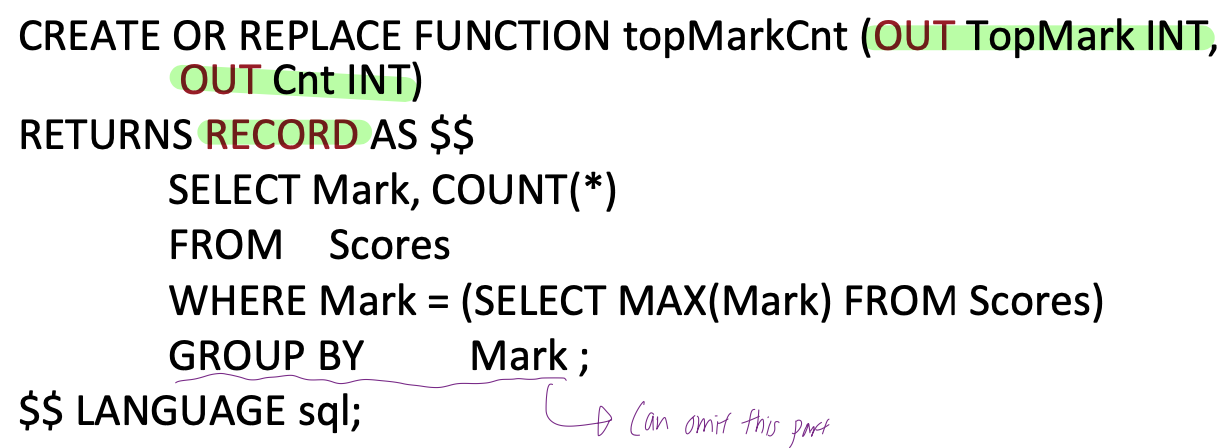 CREATE OR REPLACE FUNCTION topMarkCnt (OUT TopMark INT,
OUT Cnt INT)
RETURNS RECORD AS $$
SELECT Mark, COUNT(*)
FROM Scores
WHERE Mark = (SELECT MAX(Mark) FROM Scores)
GROUP BY Mark ;
$$ LANGUAGE sql;
Can omit this part